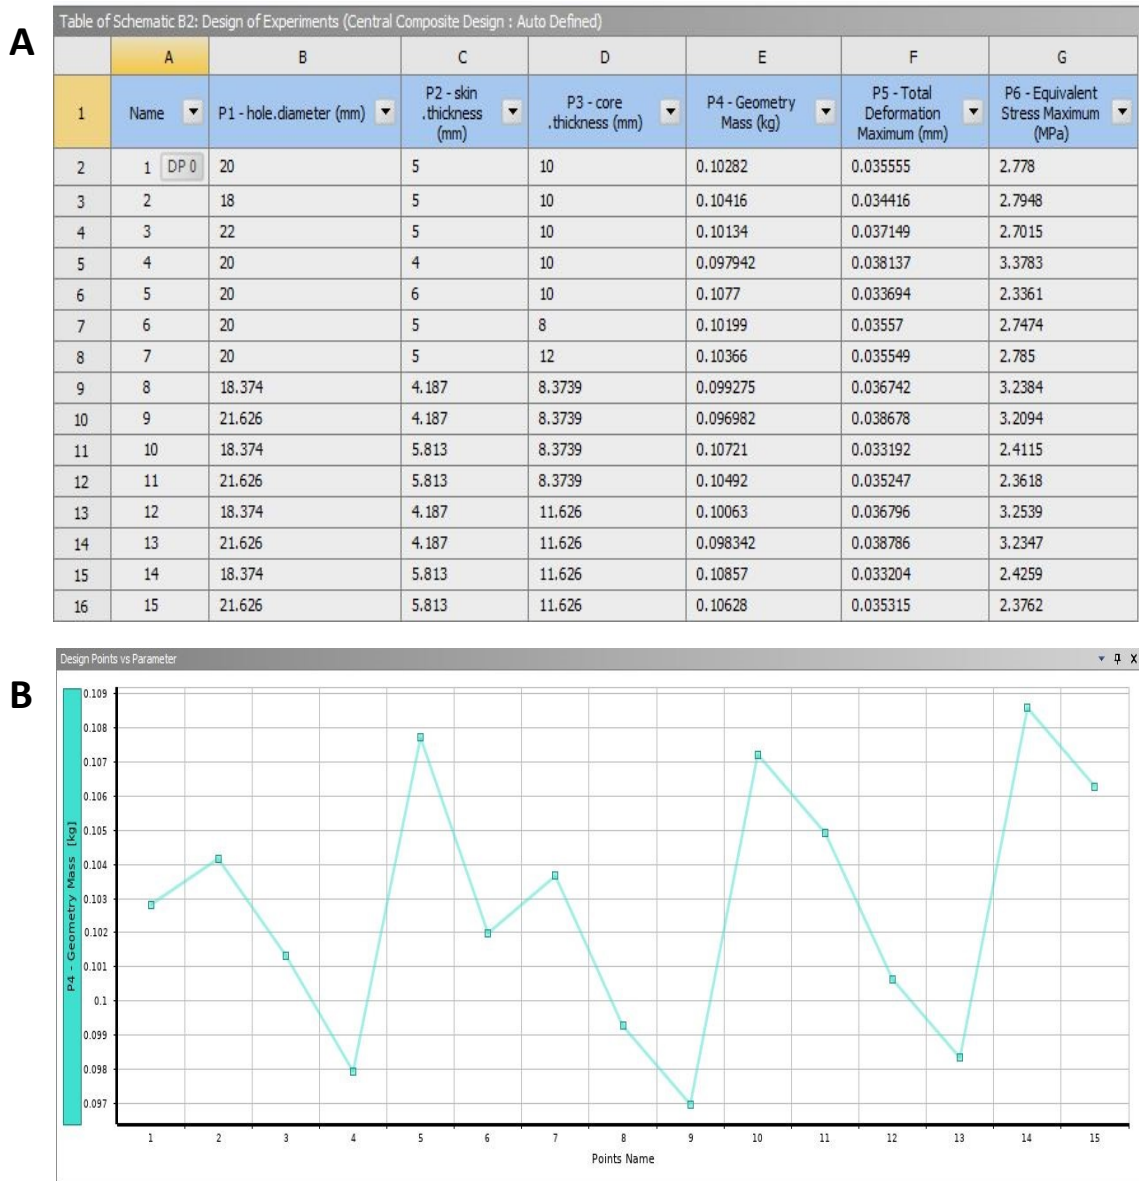 A
Table of Schematic B2: Design of Experiments (Central Composite Design : Auto Defined)
A B C D E F G
1 Name P1 - hole.diameter (mm) P2 - skin .thickness (mm) P3 - core .thickness (mm) P4 - Geometry Mass (kg) P5 - Total Deformation Maximum (mm) P6 - Equivalent Stress Maximum (MPa)
2 1 DP 0 20 5 10 0.10282 0.035555 2.778
3 2 18 5 10 0.10416 0.034416 2.7948
4 3 22 5 10 0.10134 0.037149 2.7015
5 4 20 4 10 0.097942 0.038137 3.3783
6 5 20 6 10 0.1077 0.033694 2.3361
7 6 20 5 8 0.10199 0.03557 2.7474
8 7 20 5 12 0.10366 0.035549 2.785
9 8 18.374 4.187 8.3739 0.099275 0.036742 3.2384
10 9 21.626 4.187 8.3739 0.096982 0.038678 3.2094
11 10 18.374 5.813 8.3739 0.10721 0.033192 2.4115
12 11 21.626 5.813 8.3739 0.10492 0.035247 2.3618
13 12 18.374 4.187 11.626 0.10063 0.036796 3.2539
14 13 21.626 4.187 11.626 0.098342 0.038786 3.2347
15 14 18.374 5.813 11.626 0.10857 0.033204 2.4259
16 15 21.626 5.813 11.626 0.10628 0.035315 2.3762
B
Design Points vs Parameter
P4 - Geometry Mass [kg]
0.109
0.108
0.107
0.106
0.105
0.104
0.103
0.102
0.101
0.1
0.099
0.098
0.097
1 2 3 4 5 6 7 8 9 10 11 12 13 14 15
Points Name